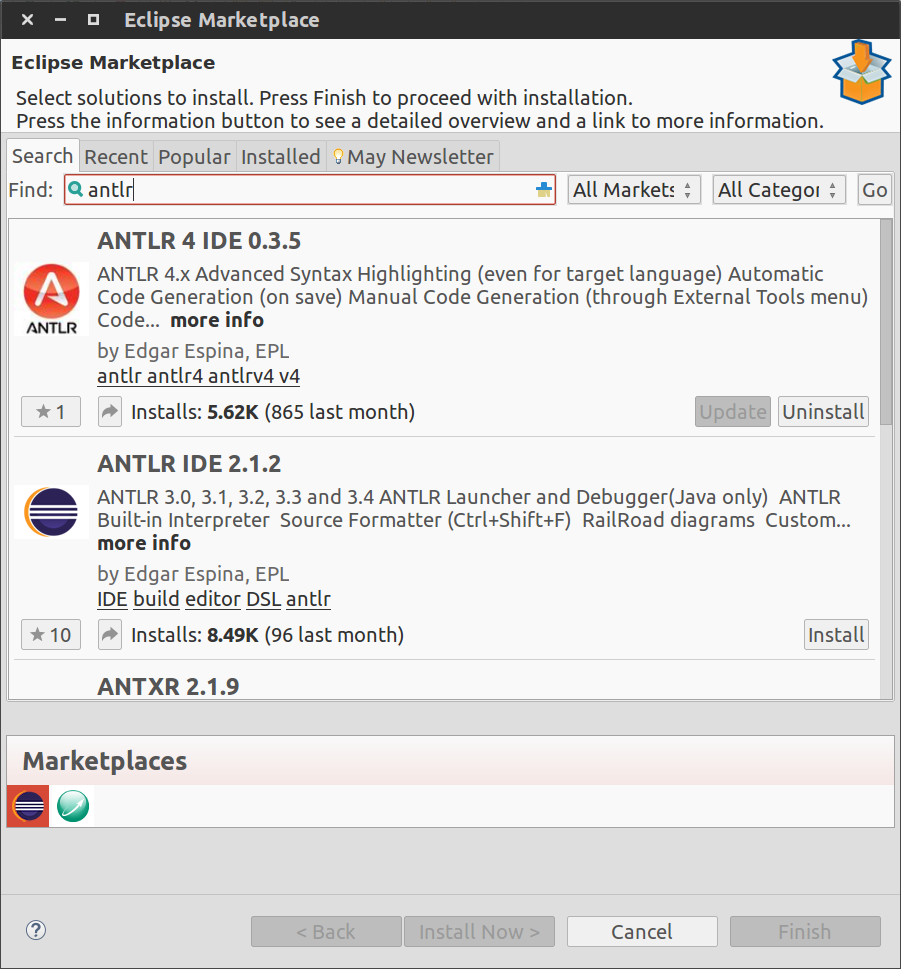 Eclipse Marketplace
Eclipse Marketplace
Select solutions to install. Press Finish to proceed with installation.
Press the information button to see a detailed overview and a link to more information.
Search Recent Popular Installed May Newsletter
Find: antlr All Markets All Categor Go
ANTLR 4 IDE 0.3.5
ANTLR 4.x Advanced Syntax Highlighting (even for target language) Automatic
Code Generation (on save) Manual Code Generation (through External Tools menu)
Code... more info
ANTLR
by Edgar Espina, EPL
antlr antlr4 antlrv4 v4
1 Installs: 5.62K (865 last month) Update Uninstall
ANTLR IDE 2.1.2
ANTLR 3.0, 3.1, 3.2, 3.3 and 3.4 ANTLR Launcher and Debugger(Java only) ANTLR
Built-in Interpreter Source Formatter (Ctrl+Shift+F) RailRoad diagrams Custom...
more info
by Edgar Espina, EPL
IDE build editor DSL antlr
10 Installs: 8.49K (96 last month) Install
ANTXR 2.1.9
Marketplaces
? < Back Install Now > Cancel Finish